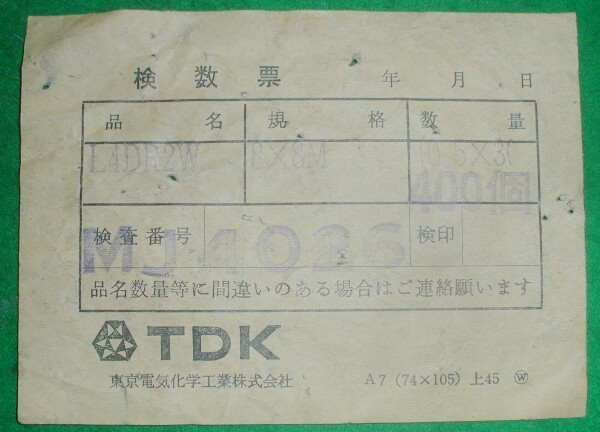 検数票 年 月 日
品名 規格 数量
L4DR2W 8×8M
400個
検査番号 検印
MJ4026
品名数量等に間違いのある場合はご連絡願います
TDK
東京電気化学工業株式会社 A7 (74×105) 上45 W